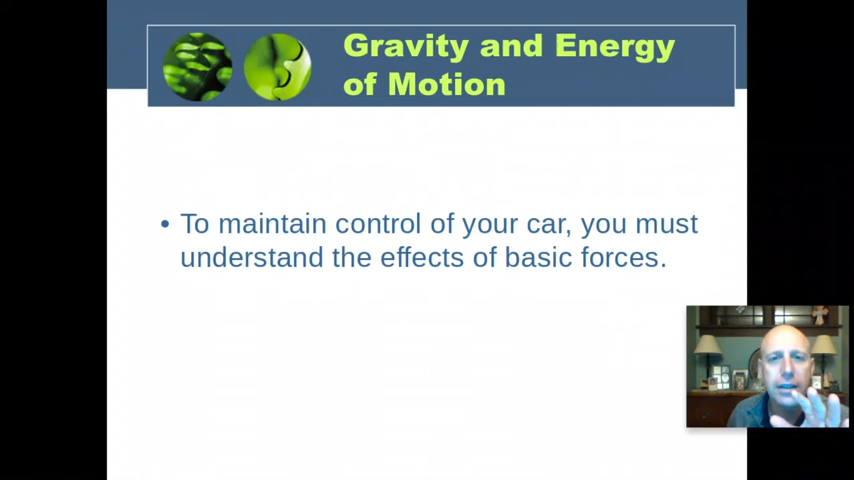 Gravity and Energy
of Motion
• To maintain control of your car, you must
understand the effects of basic forces.